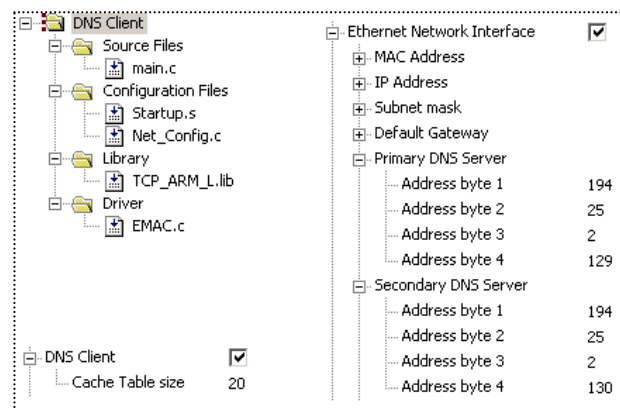 DNS Client
Source Files
main.c
Configuration Files
Startup.s
Net_Config.c
Library
TCP_ARM_L.lib
Driver
EMAC.c
DNS Client
Cache Table size 20
Ethernet Network Interface
MAC Address
IP Address
Subnet mask
Default Gateway
Primary DNS Server
Address byte 1 194
Address byte 2 25
Address byte 3 2
Address byte 4 129
Secondary DNS Server
Address byte 1 194
Address byte 2 25
Address byte 3 2
Address byte 4 130